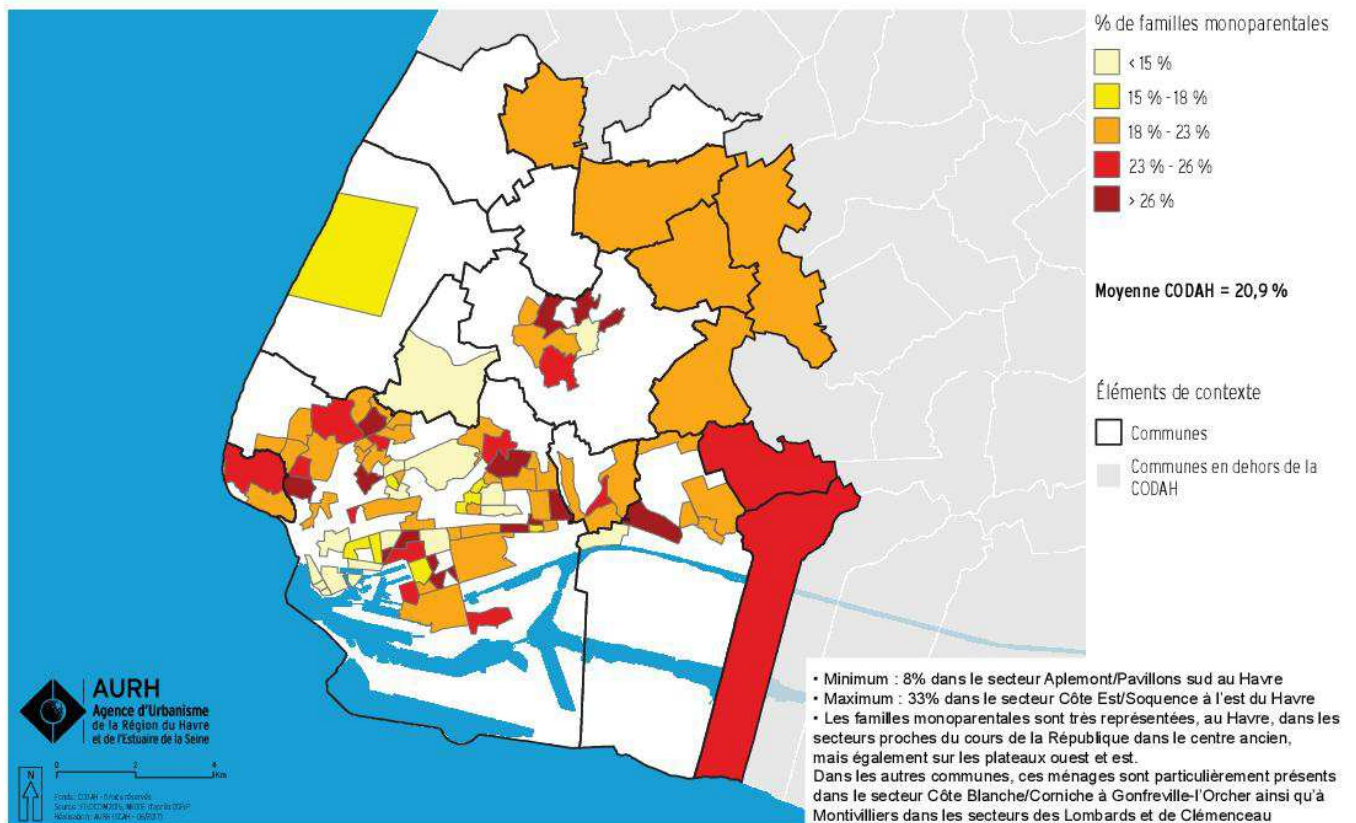 % de familles monoparentales
< 15 %
15 % - 18 %
18 % - 23 %
23 % - 26 %
> 26 %
Moyenne CODAH = 20,9 %
Éléments de contexte
Communes
Communes en dehors de la
CODAH
• Minimum : 8% dans le secteur Aplemont/Pavillons sud au Havre
• Maximum : 33% dans le secteur Côte Est/Soquence à l'est du Havre
• Les familles monoparentales sont très représentées, au Havre, dans les
secteurs proches du cours de la République dans le centre ancien,
mais également sur les plateaux ouest et est.
Dans les autres communes, ces ménages sont particulièrement présents
dans le secteur Côte Blanche/Corniche à Gonfreville-l'Orcher ainsi qu'à
Montivilliers dans les secteurs des Lombards et de Clémenceau
AURH
Agence d'Urbanisme
de la Région du Havre
et de l'Estuaire de la Seine
N
0 2 4
Km